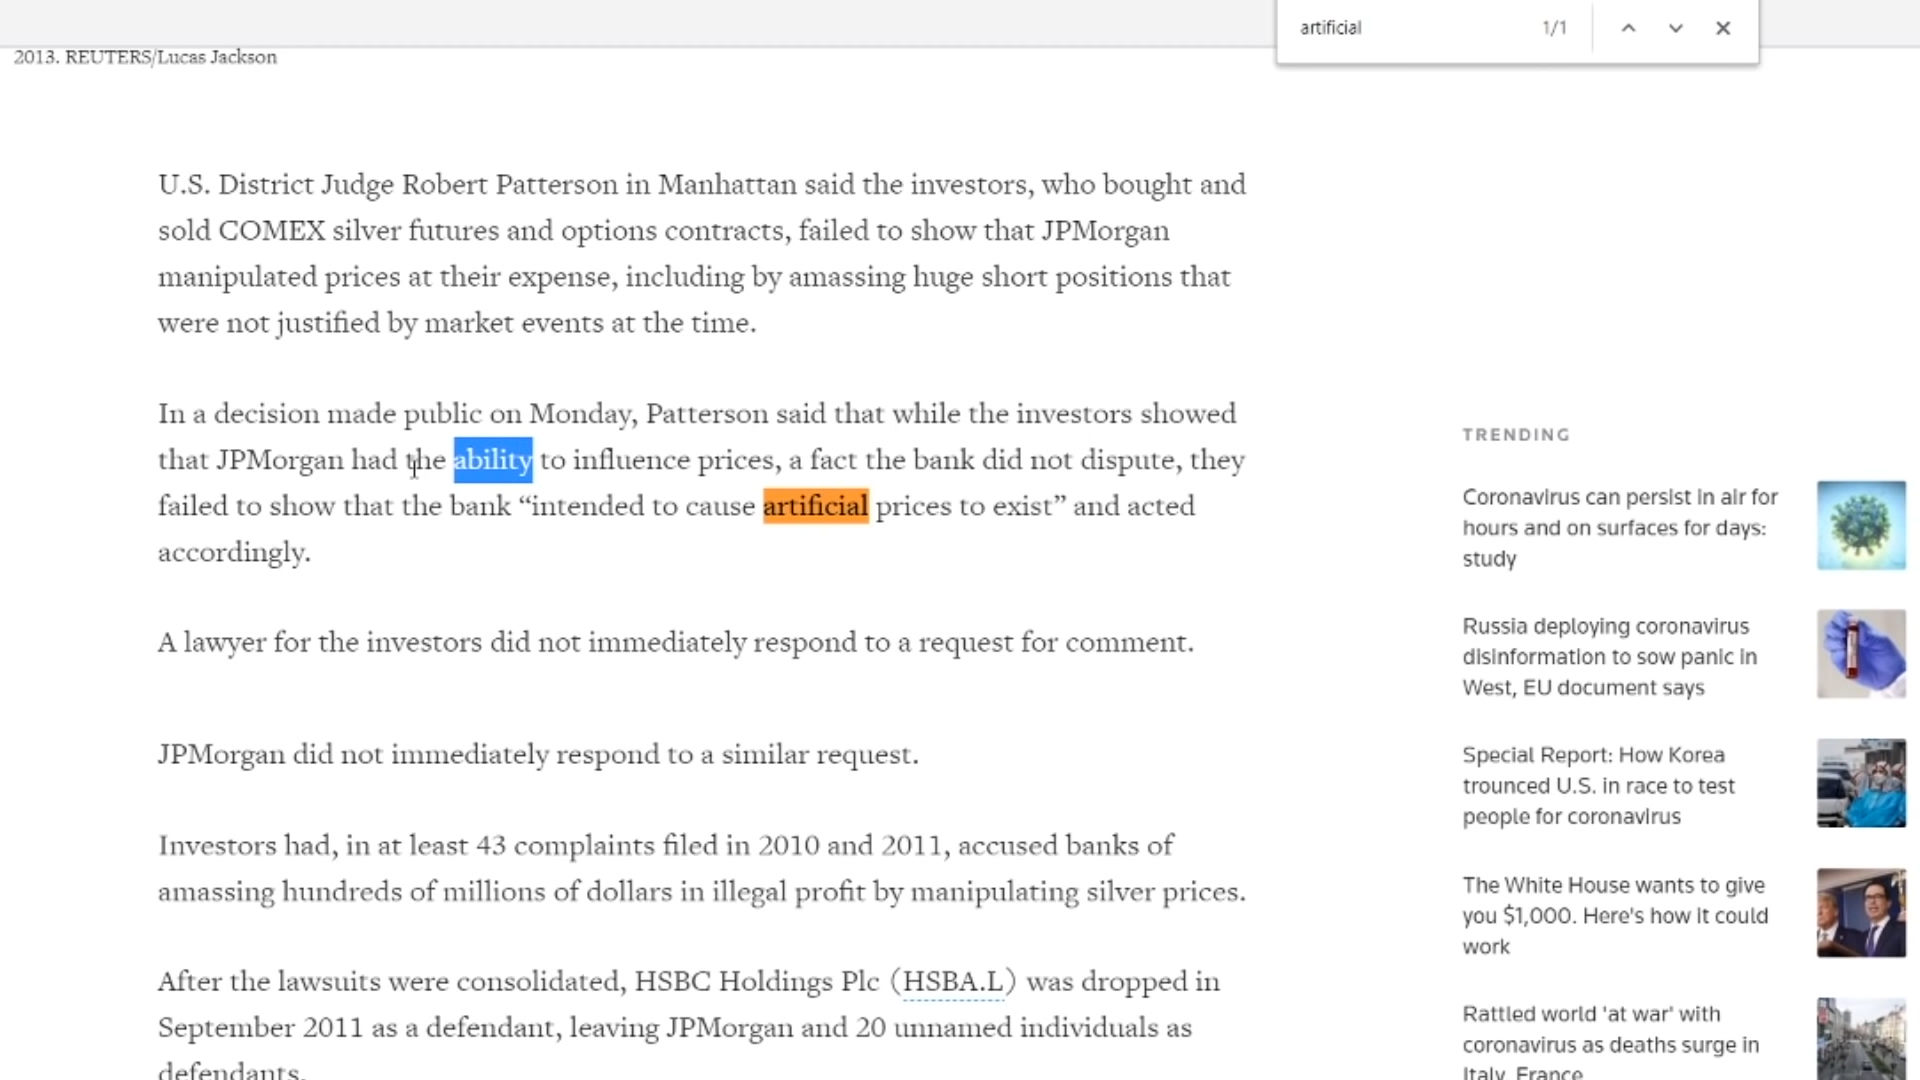 artificial 1/1
2013. REUTERS/Lucas Jackson
U.S. District Judge Robert Patterson in Manhattan said the investors, who bought and
sold COMEX silver futures and options contracts, failed to show that JPMorgan
manipulated prices at their expense, including by amassing huge short positions that
were not justified by market events at the time.
In a decision made public on Monday, Patterson said that while the investors showed
that JPMorgan had the ability to influence prices, a fact the bank did not dispute, they
failed to show that the bank “intended to cause artificial prices to exist” and acted
accordingly.
A lawyer for the investors did not immediately respond to a request for comment.
JPMorgan did not immediately respond to a similar request.
Investors had, in at least 43 complaints filed in 2010 and 2011, accused banks of
amassing hundreds of millions of dollars in illegal profit by manipulating silver prices.
After the lawsuits were consolidated, HSBC Holdings Plc (HSBA.L) was dropped in
September 2011 as a defendant, leaving JPMorgan and 20 unnamed individuals as
defendants.
TRENDING
Coronavirus can persist in air for
hours and on surfaces for days:
study
Russia deploying coronavirus
disinformation to sow panic in
West, EU document says
Special Report: How Korea
trounced U.S. in race to test
people for coronavirus
The White House wants to give
you $1,000. Here's how it could
work
Rattled world 'at war' with
coronavirus as deaths surge in
Italy, France